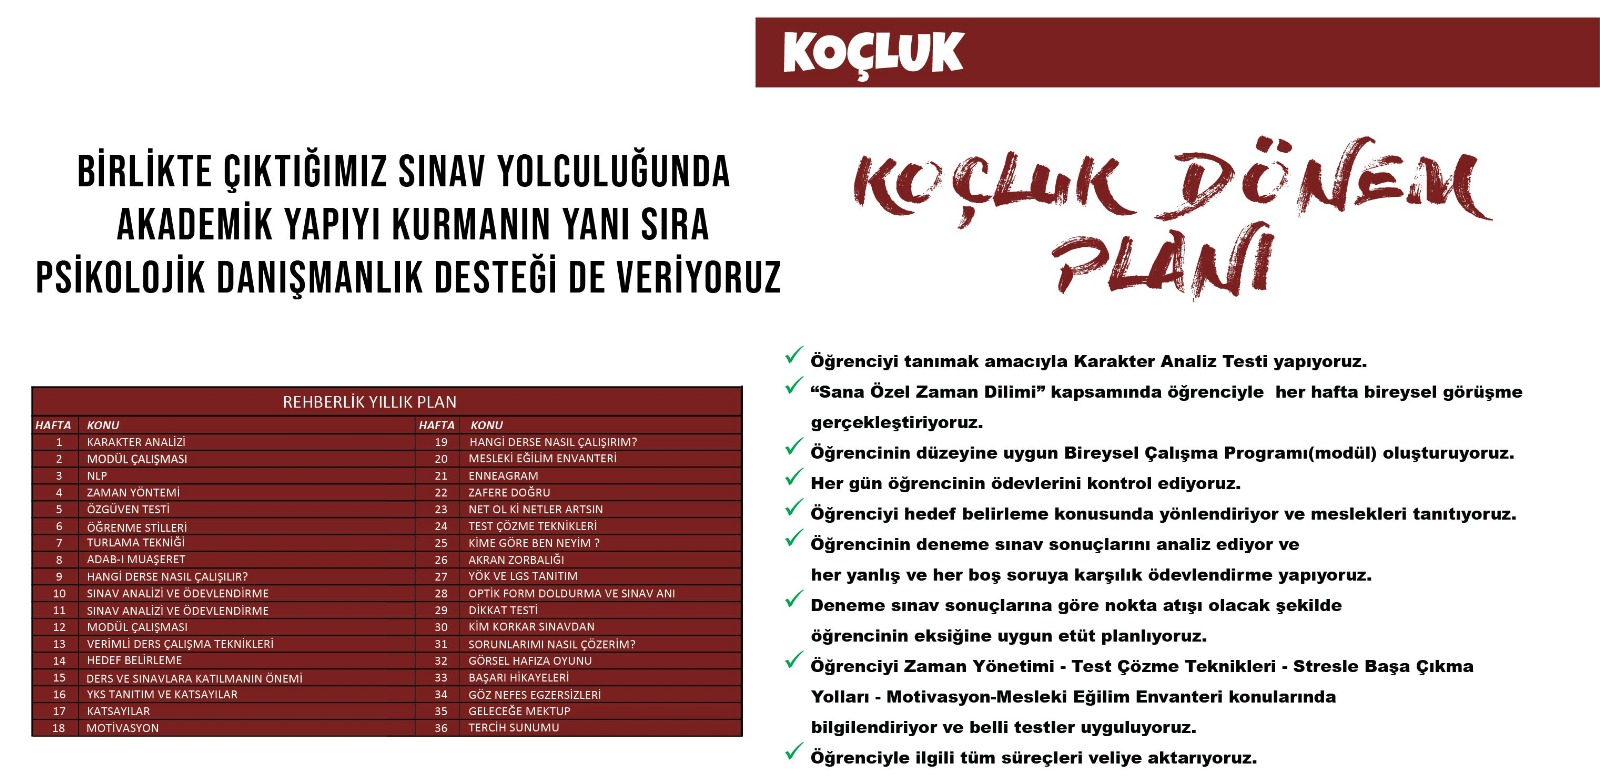 KOÇLUK
BİRLİKTE ÇIKTIĞIMIZ SINAV YOLCULUĞUNDA
AKADEMİK YAPIYI KURMANIN YANI SIRA
PSİKOLOJİK DANIŞMANLIK DESTEĞİ DE VERİYORUZ
REHBERLİK YILLIK PLAN
HAFTA KONU HAFTA KONU
1 KARAKTER ANALİZİ 19 HANGİ DERSE NASIL ÇALIŞIRIM?
2 MODÜL ÇALIŞMASI 20 MESLEKİ EĞİLİM ENVANTERİ
3 NLP 21 ENNEAGRAM
4 ZAMAN YÖNTEMİ 22 ZAFERE DOĞRU
5 ÖZGÜVEN TESTİ 23 NET OL Kİ NETLER ARTSIN
6 ÖĞRENME STİLLERİ 24 TEST ÇÖZME TEKNİKLERİ
7 TURLAMA TEKNİĞİ 25 KİME GÖRE BEN NEYİM ?
8 ADAB-I MUAŞERET 26 AKRAN ZORBALIĞI
9 HANGİ DERSE NASIL ÇALIŞILIR? 27 YÖK VE LGS TANITIM
10 SINAV ANALİZİ VE ÖDEVLENDİRME 28 OPTİK FORM DOLDURMA VE SINAV ANI
11 SINAV ANALİZİ VE ÖDEVLENDİRME 29 DİKKAT TESTİ
12 MODÜL ÇALIŞMASI 30 KİM KORKAR SINAVDAN
13 VERİMLİ DERS ÇALIŞMA TEKNİKLERİ 31 SORUNLARIMI NASIL ÇÖZERİM?
14 HEDEF BELİRLEME 32 GÖRSEL HAFIZA OYUNU
15 DERS VE SINAVLARA KATILMANIN ÖNEMİ 33 BAŞARI HİKAYELERİ
16 YKS TANITIM VE KATSAYILAR 34 GÖZ NEFES EGZERSİZLERİ
17 KATSAYILAR 35 GELECEĞE MEKTUP
18 MOTİVASYON 36 TERCİH SUNUMU
KOÇLUK DÖNEM
PLANI
Öğrenciyi tanımak amacıyla Karakter Analiz Testi yapıyoruz.
“Sana Özel Zaman Dilimi” kapsamında öğrenciyle her hafta bireysel görüşme
gerçekleştiriyoruz.
Öğrencinin düzeyine uygun Bireysel Çalışma Programı(modül) oluşturuyoruz.
Her gün öğrencinin ödevlerini kontrol ediyoruz.
Öğrenciyi hedef belirleme konusunda yönlendiriyor ve meslekleri tanıtıyoruz.
Öğrencinin deneme sınav sonuçlarını analiz ediyor ve
her yanlış ve her boş soruya karşılık ödevlendirme yapıyoruz.
Deneme sınav sonuçlarına göre nokta atışı olacak şekilde
öğrencinin eksiğine uygun etüt planlıyoruz.
Öğrenciyi Zaman Yönetimi - Test Çözme Teknikleri - Stresle Başa Çıkma
Yolları - Motivasyon-Mesleki Eğilim Envanteri konularında
bilgilendiriyor ve belli testler uyguluyoruz.
Öğrenciyle ilgili tüm süreçleri veliye aktarıyoruz.